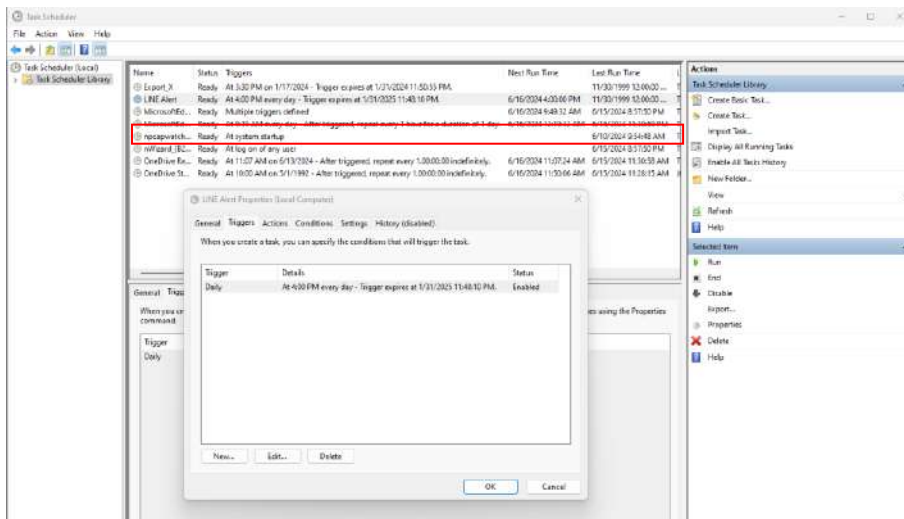 Task Scheduler
File Action View Help
Task Scheduler (Local)
Task Scheduler Library
Name Status Triggers Next Run Time Last Run Time
Export_X Ready At 5:30 PM on 1/17/2024 - Trigger expires at 1/31/2024 11:50:55 PM. 11/30/1999 12:00:00 ...
LINE Alert Ready At 4:00 PM every day - Trigger expires at 1/31/2025 11:48:10 PM. 6/16/2024 4:00:00 PM 11/30/1999 12:00:00 ...
MicrosoftEd... Ready Multiple triggers defined 6/16/2024 9:49:32 AM 6/15/2024 8:57:50 PM
npcapwatch... Ready At system startup 6/10/2024 9:54:48 AM
nWizard_{B2... Ready At log on of any user 6/15/2024 8:57:50 PM
OneDrive Re... Ready At 11:07 AM on 6/13/2024 - After triggered, repeat every 1.00:00:00 indefinitely. 6/16/2024 11:07:24 AM 6/15/2024 11:30:58 AM
OneDrive St... Ready At 10:00 AM on 5/1/1992 - After triggered, repeat every 1.00:00:00 indefinitely. 6/16/2024 11:50:06 AM 6/15/2024 11:28:15 AM
LINE Alert Properties (Local Computer)
General Triggers Actions Conditions Settings History (disabled)
When you create a task, you can specify the conditions that will trigger the task.
Trigger Details Status
Daily At 4:00 PM every day - Trigger expires at 1/31/2025 11:48:10 PM. Enabled
New... Edit... Delete
OK Cancel
General Trigg
When you cr
command
es using the Properties
Trigger
Daily
Actions
Task Scheduler Library
Create Basic Task...
Create Task...
Import Task...
Display All Running Tasks
Enable All Tasks History
New Folder...
View
Refresh
Help
Selected Item
Run
End
Disable
Export...
Properties
Delete
Help